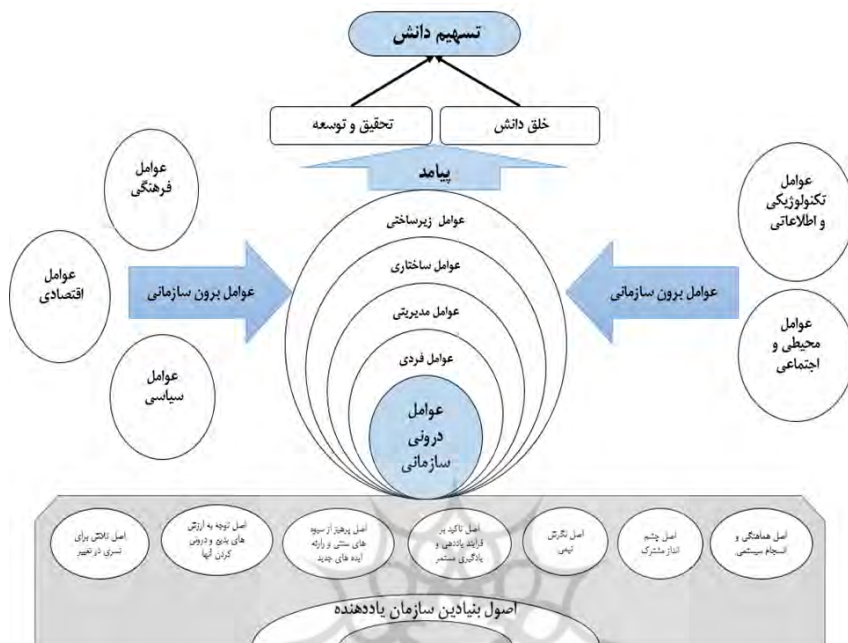 تسهیم دانش
خلق دانش
تحقیق و توسعه
پیامد
عوامل
تکنولوژیکی
و اطلاعاتی
عوامل
محیطی و
اجتماعی
عوامل برون سازمانی
عوامل زیرساختی
عوامل ساختاری
عوامل مدیریتی
عوامل فردی
عوامل
درونی
سازمانی
عوامل برون سازمانی
عوامل
فرهنگی
عوامل
اقتصادی
عوامل
سیاسی
اصل هماهنگی و
انسجام سیستمی
اصل چشم
انداز مشترک
اصل نگرش
تیمی
اصل تاکید بر
فرایند یاددهی و
یادگیری مستمر
اصل پرهیز از
های سنتی و
ایده های جدید
اصل توجه به ارزش
های بدیع و درونی
کردن آنها
اصل تلاش برای
در تغییر
اصول بنیادین سازمان یاددهنده